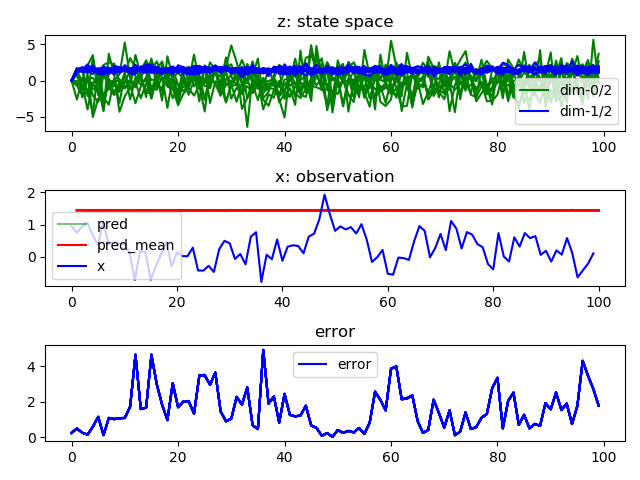 z: state space
5
0
−5
dim-0/2
dim-1/2
0 20 40 60 80 100
x: observation
2
1
0
pred
pred_mean
x
0 20 40 60 80 100
error
4
2
0
error
0 20 40 60 80 100